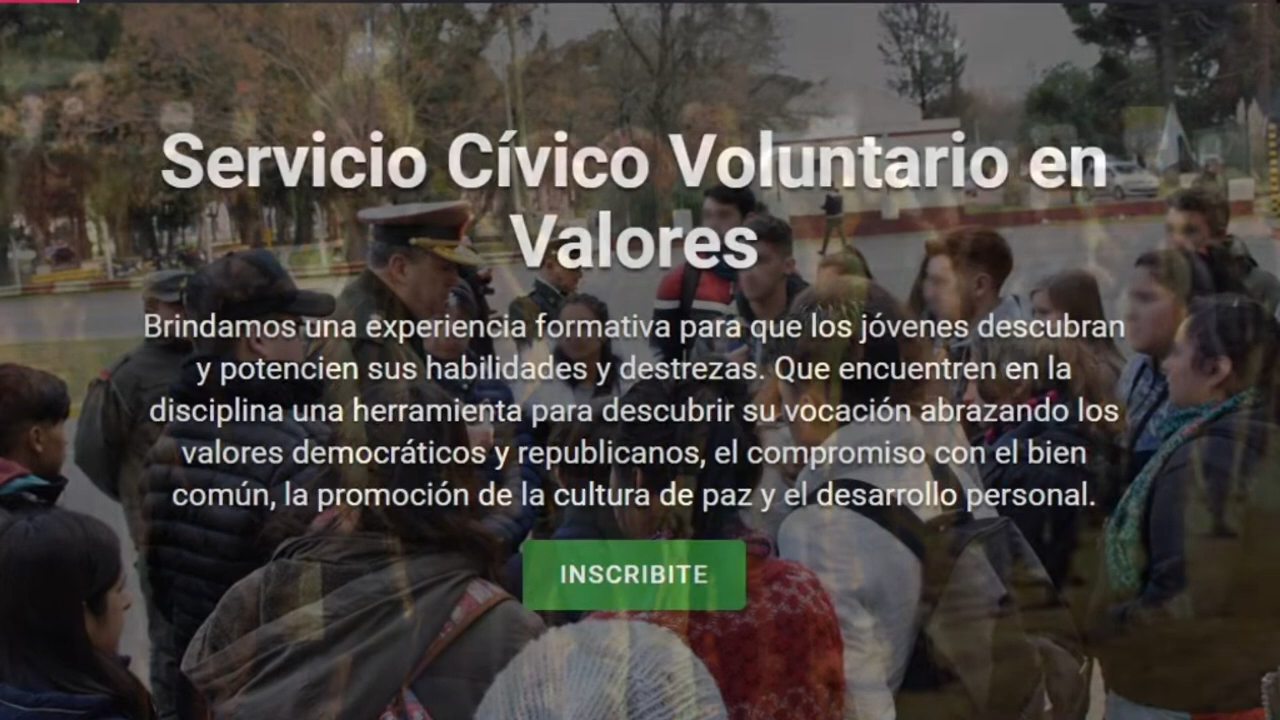 Servicio Cívico Voluntario en
Valores
Brindamos una experiencia formativa para que los jóvenes descubran
y potencien sus habilidades y destrezas. Que encuentren en la
disciplina una herramienta para descubrir su vocación abrazando los
valores democráticos y republicanos, el compromiso con el bien
común, la promoción de la cultura de paz y el desarrollo personal.
INSCRIBITE